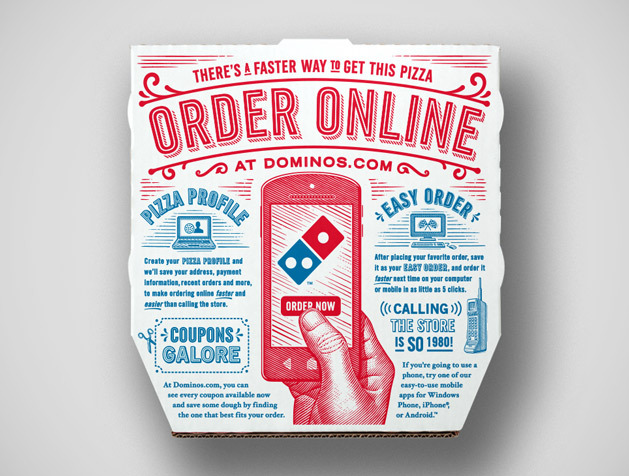 THERE'S A FASTER WAY TO GET THIS PIZZA
ORDER ONLINE
AT DOMINOS.COM
PIZZA PROFILE
Create your PIZZA PROFILE and
we'll save your address, payment
information, recent orders and more,
to make ordering online faster and
easier than calling the store.
COUPONS
GALORE
At Dominos.com, you can
see every coupon available now
and save some dough by finding
the one that best fits your order.
TM
ORDER NOW
EASY ORDER
After placing your favorite order, save
it as your EASY ORDER, and order it
faster next time on your computer
or mobile in as little as 5 clicks.
((CALLING))
THE STORE
IS SO 1980!
If you're going to use a
phone, try one of our
easy-to-use mobile
apps for Windows
Phone, iPhone®,
or Android.™